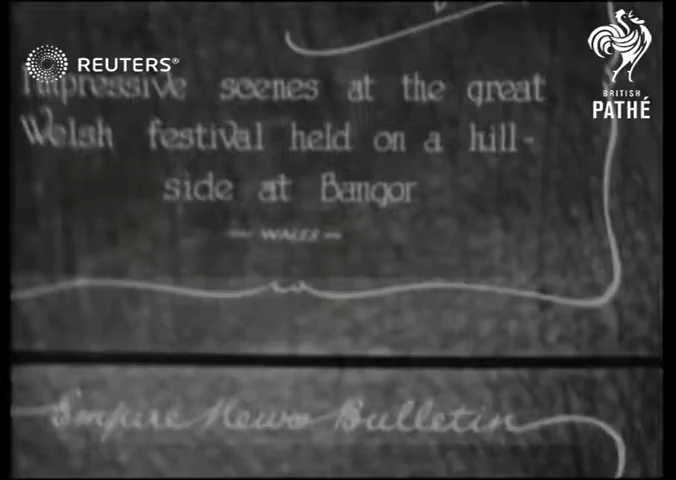 REUTERS®
BRITISH
PATHÉ
Impressive scenes at the great
Welsh festival held on a hill-
side at Bangor
— WALES —
Empire News Bulletin